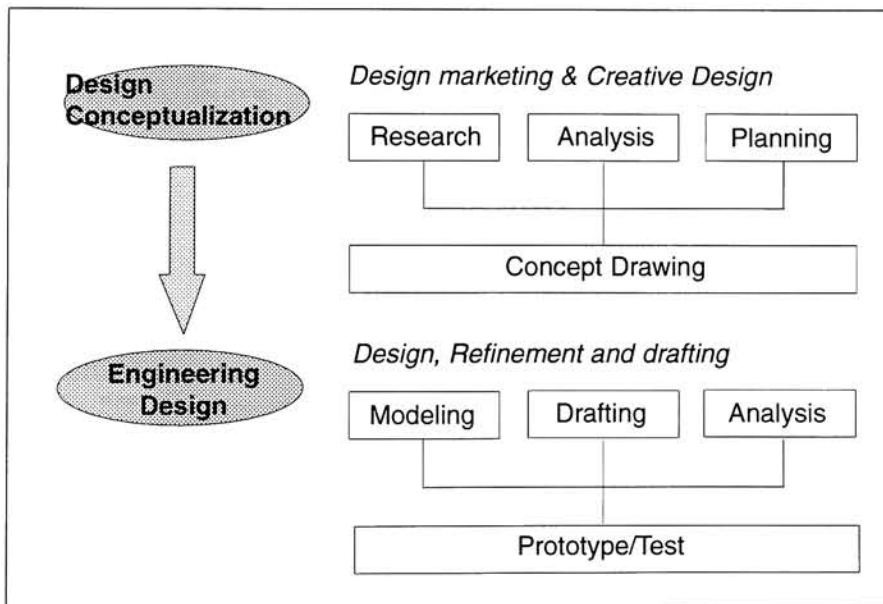 Design
Conceptualization
Design marketing & Creative Design
Research
Analysis
Planning
Concept Drawing
Engineering
Design
Design, Refinement and drafting
Modeling
Drafting
Analysis
Prototype/Test